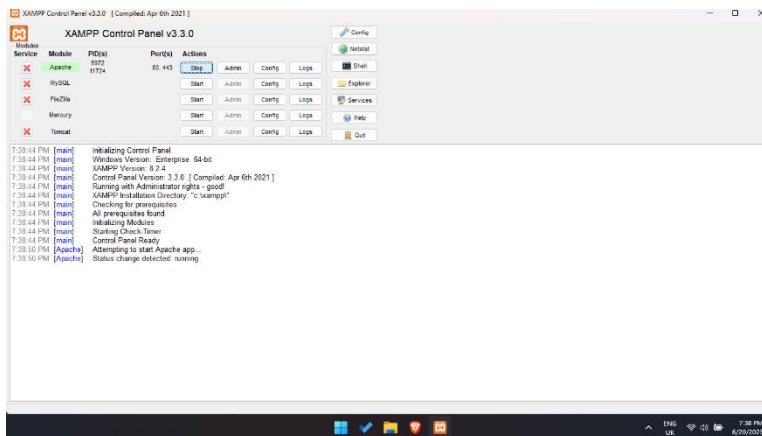 XAMPP Control Panel v3.3.0 [ Compiled: Apr 6th 2021 ]
XAMPP Control Panel v3.3.0
Config
Modules
Service Module PID(s) Port(s) Actions
Netstat
Apache 5972 11724 80, 443 Stop Admin Config Logs
Shell
MySQL Start Admin Config Logs
Explorer
FileZilla Start Admin Config Logs
Services
Mercury Start Admin Config Logs
Help
Tomcat Start Admin Config Logs
Quit
7:38:44 PM [main] Initializing Control Panel
7:38:44 PM [main] Windows Version: Enterprise 64-bit
7:38:44 PM [main] XAMPP Version: 8.2.4
7:38:44 PM [main] Control Panel Version: 3.3.0 [ Compiled: Apr 6th 2021 ]
7:38:44 PM [main] Running with Administrator rights - good!
7:38:44 PM [main] XAMPP Installation Directory: "c:\xampp\"
7:38:44 PM [main] Checking for prerequisites
7:38:44 PM [main] All prerequisites found
7:38:44 PM [main] Initializing Modules
7:38:44 PM [main] Starting Check-Timer
7:38:44 PM [main] Control Panel Ready
7:38:50 PM [Apache] Attempting to start Apache app...
7:38:50 PM [Apache] Status change detected: running
ENG
UK
7:38 PM